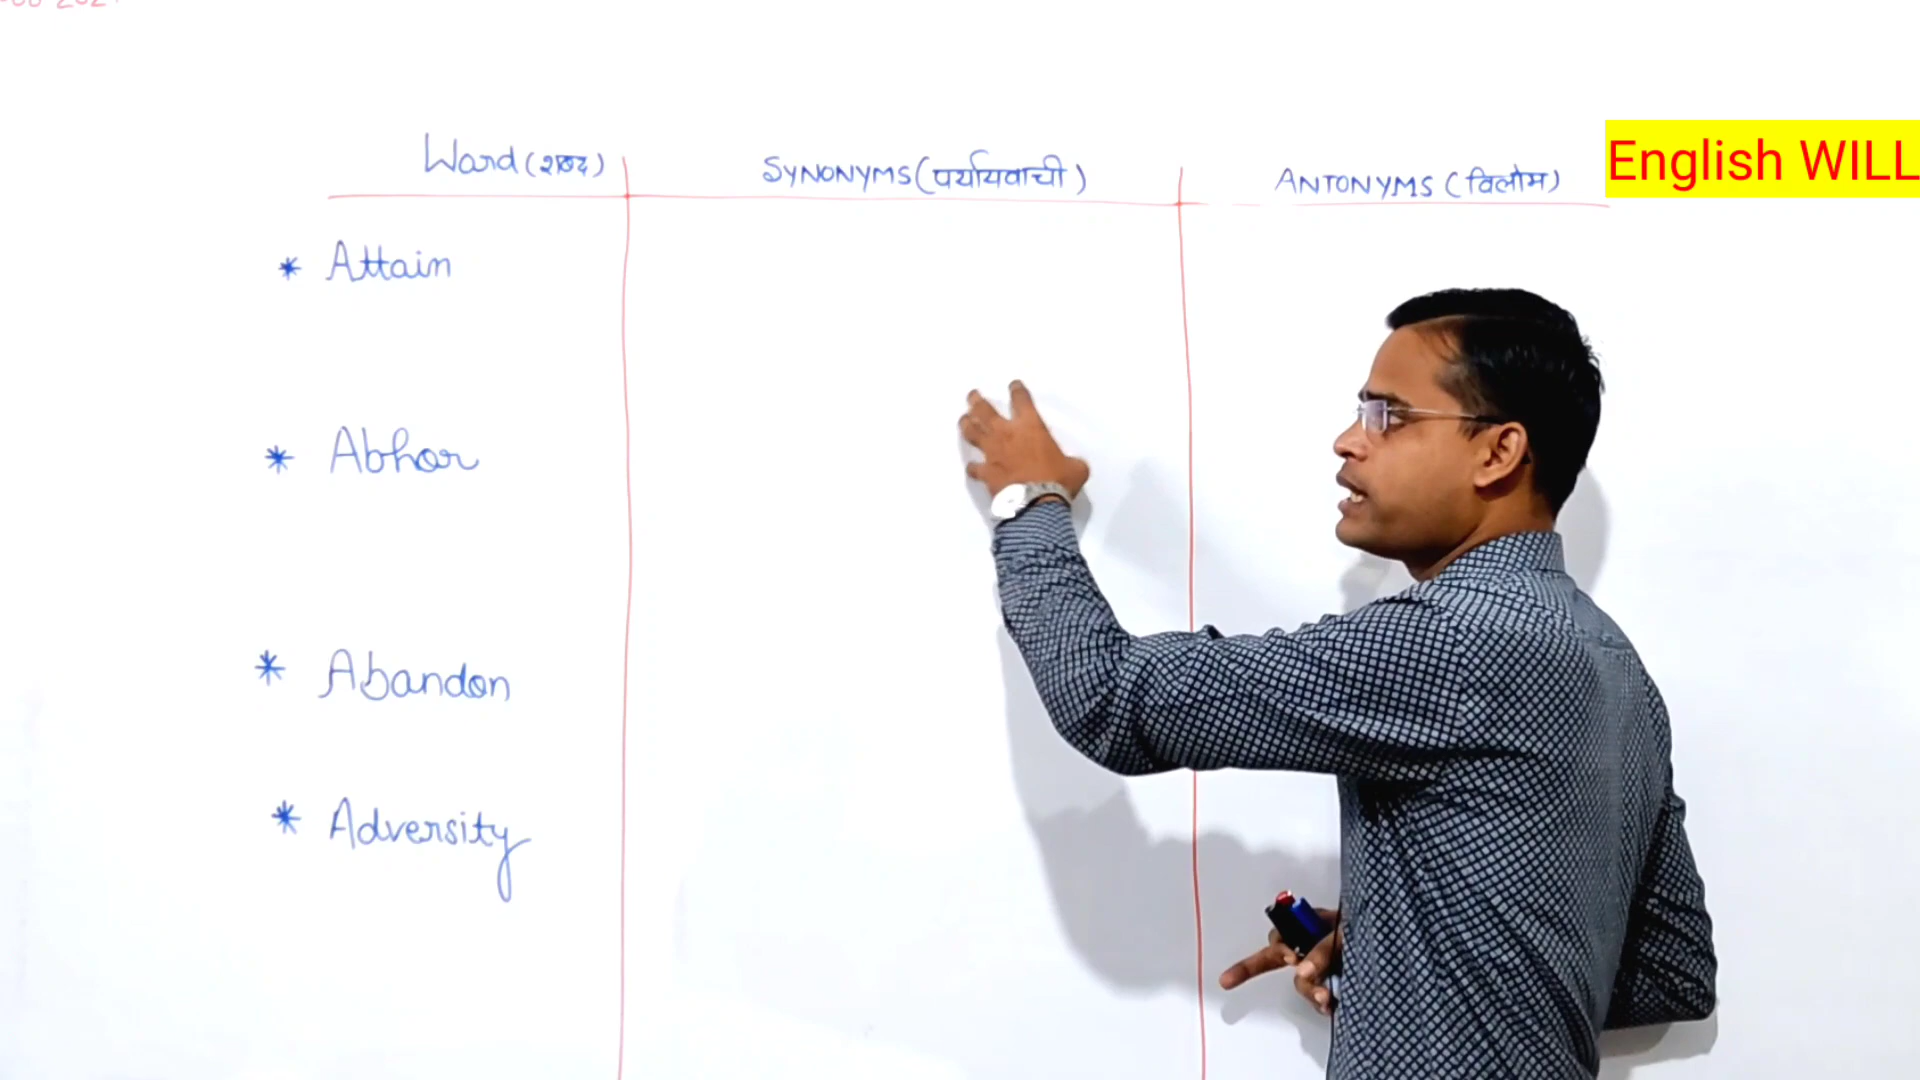 Word (शब्द)
SYNONYMS (पर्यायवाची)
ANTONYMS (विलोम)
English WILL
* Attain
* Abhor
* Abandon
* Adversity